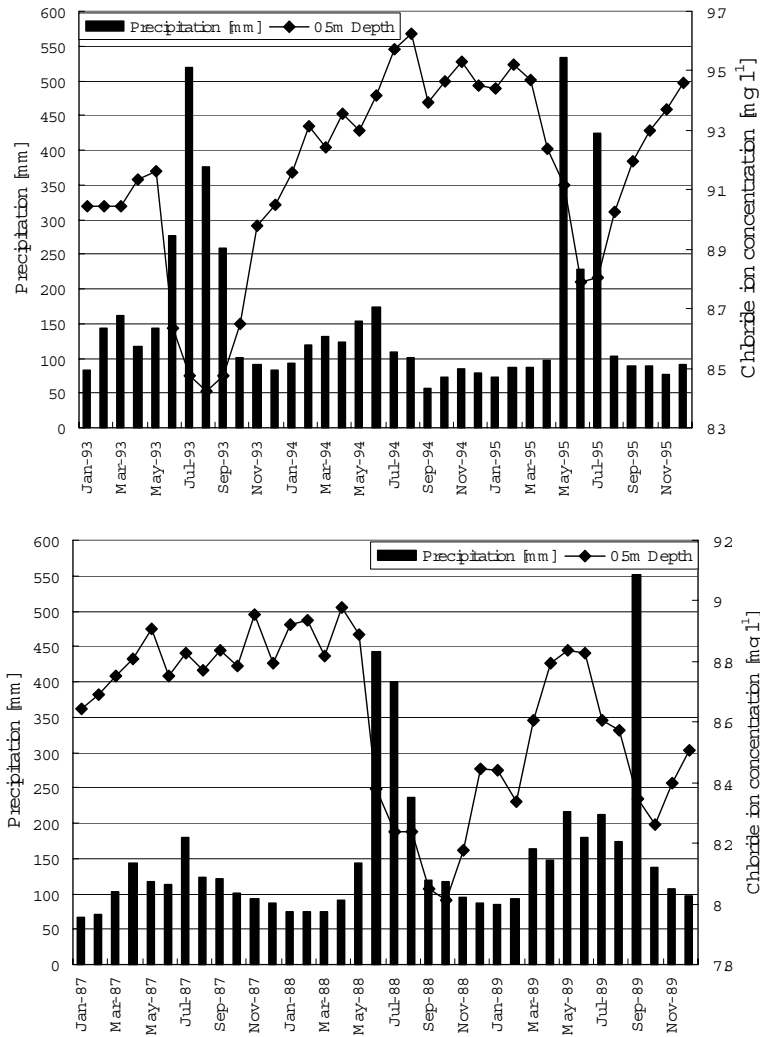 Precipitation [mm]
05m Depth
Precipitation [mm]
600
550
500
450
400
350
300
250
200
150
100
50
0
97
95
93
91
89
87
85
83
Chloride ion concentration [mg l¹]
Jan-93
Mar-93
May-93
Jul-93
Sep-93
Nov-93
Jan-94
Mar-94
May-94
Jul-94
Sep-94
Nov-94
Jan-95
Mar-95
May-95
Jul-95
Sep-95
Nov-95
Precipitation [mm]
05m Depth
Precipitation [mm]
600
550
500
450
400
350
300
250
200
150
100
50
0
92
9
88
86
84
82
8
78
Chloride ion concentration [mg l¹]
Jan-87
Mar-87
May-87
Jul-87
Sep-87
Nov-87
Jan-88
Mar-88
May-88
Jul-88
Sep-88
Nov-88
Jan-89
Mar-89
May-89
Jul-89
Sep-89
Nov-89